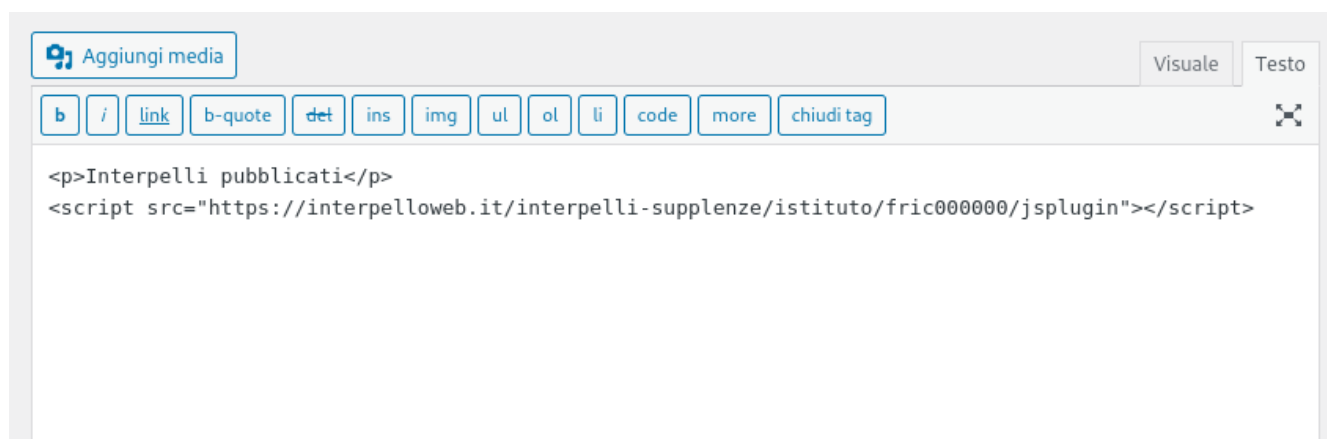 Aggiungi media
Visuale Testo
b i link b-quote del ins img ul ol li code more chiudi tag
<p>Interpelli pubblicati</p>
<script src="https://interpelloweb.it/interpelli-supplenze/istituto/fric000000/jsplugin"></script>